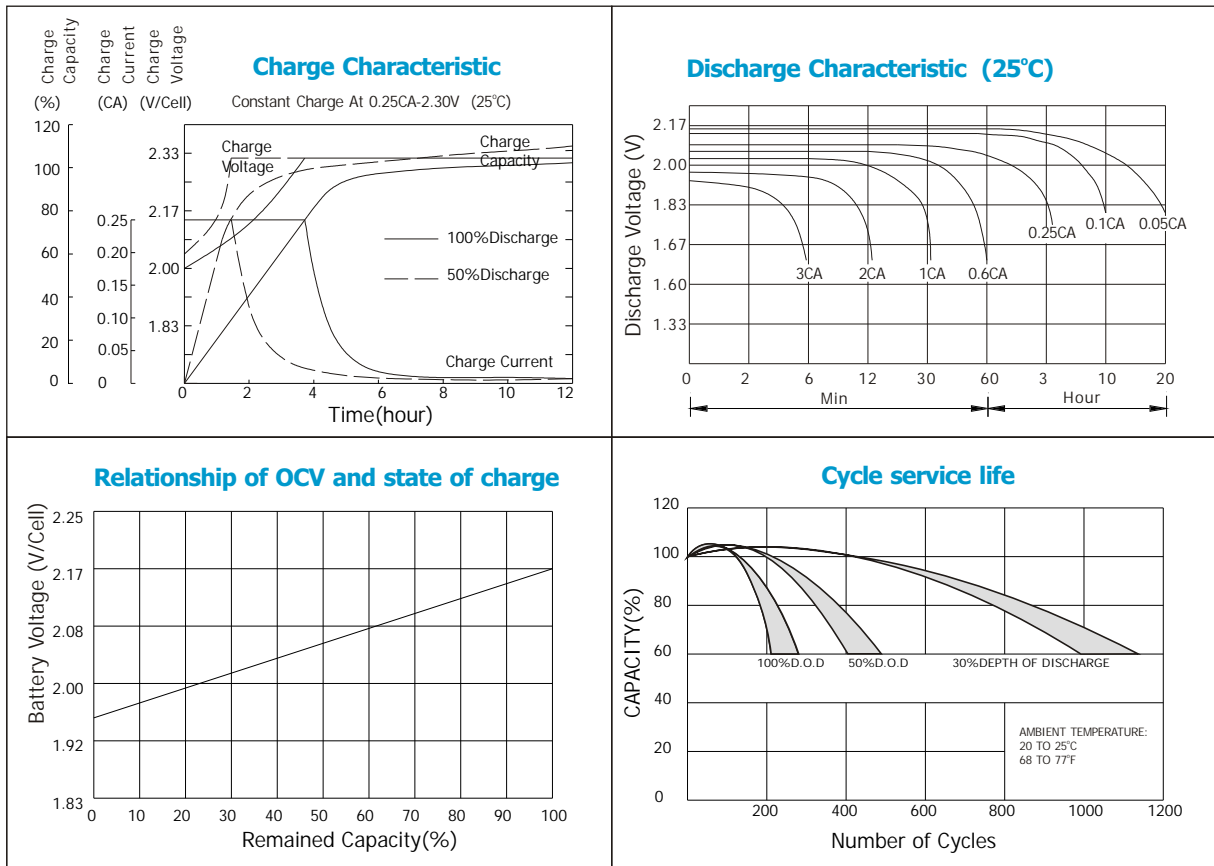 Charge Capacity
Charge Current
Charge Voltage
(%)
(CA)
(V/Cell)
Charge Characteristic
Constant Charge At 0.25CA-2.30V (25°C)
120
100
80
60
40
20
0
0.25
0.20
0.15
0.10
0.05
0
2.33
2.17
2.00
1.83
Charge
Voltage
Charge
Capacity
100%Discharge
50%Discharge
Charge Current
0 2 4 6 8 10 12
Time(hour)
Discharge Characteristic (25°C)
Discharge Voltage (V)
2.17
2.00
1.83
1.67
1.60
1.33
3CA 2CA 1CA 0.6CA 0.25CA 0.1CA 0.05CA
0 2 6 12 30 60 3 10 20
Min Hour
Relationship of OCV and state of charge
Battery Voltage (V/Cell)
2.25
2.17
2.08
2.00
1.92
1.83
0 10 20 30 40 50 60 70 80 90 100
Remained Capacity(%)
Cycle service life
CAPACITY(%)
120
100
80
60
40
20
0
100%D.O.D 50%D.O.D 30%DEPTH OF DISCHARGE
AMBIENT TEMPERATURE:
20 TO 25°C
68 TO 77°F
200 400 600 800 1000 1200
Number of Cycles